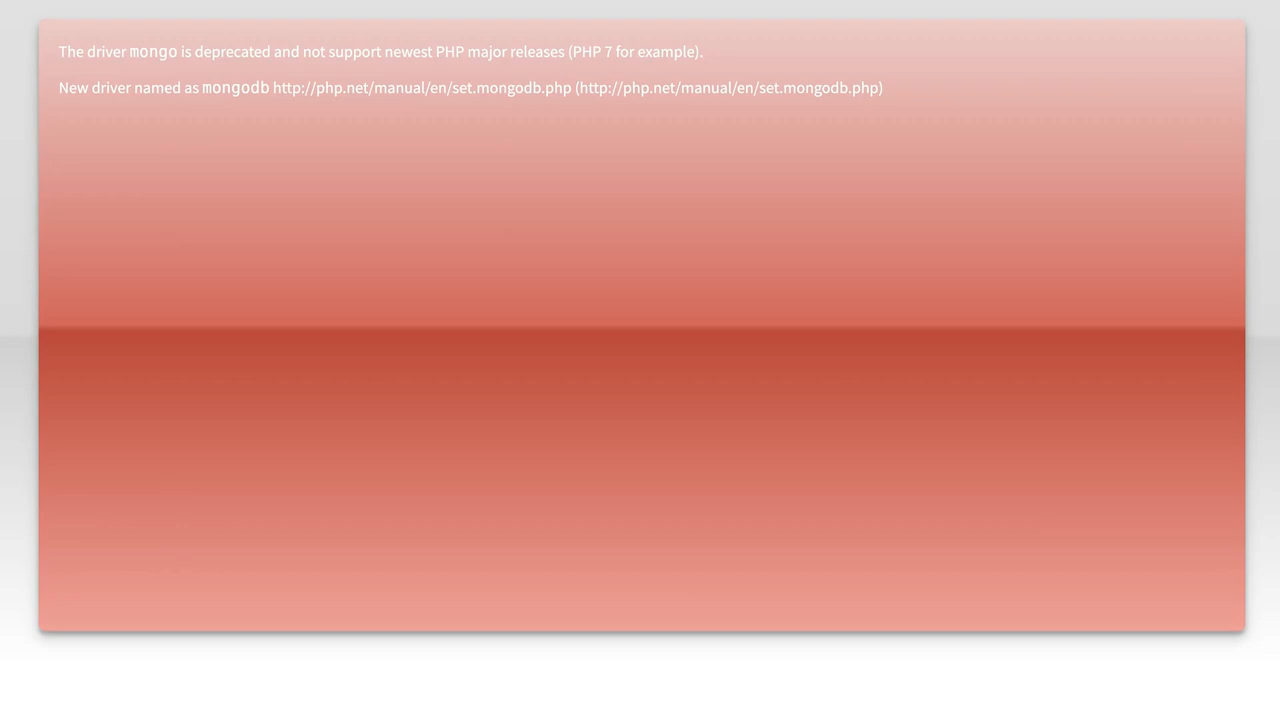 The driver mongo is deprecated and not support newest PHP major releases (PHP 7 for example).
New driver named as mongodb http://php.net/manual/en/set.mongodb.php (http://php.net/manual/en/set.mongodb.php)